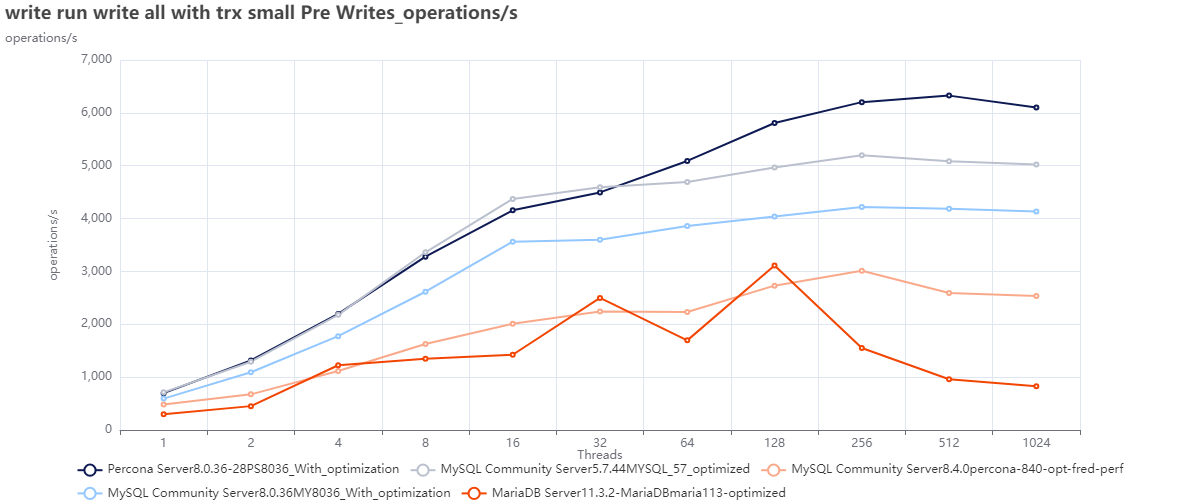 write run write all with trx small Pre Writes_operations/s
operations/s
7,000
6,000
5,000
4,000
3,000
2,000
1,000
0
operations/s
1 2 4 8 16 32 64 128 256 512 1024
Threads
Percona Server8.0.36-28PS8036_With_optimization MySQL Community Server5.7.44MYSQL_57_optimized MySQL Community Server8.4.0percona-840-opt-fred-perf
MySQL Community Server8.0.36MY8036_With_optimization MariaDB Server11.3.2-MariaDBmaria113-optimized